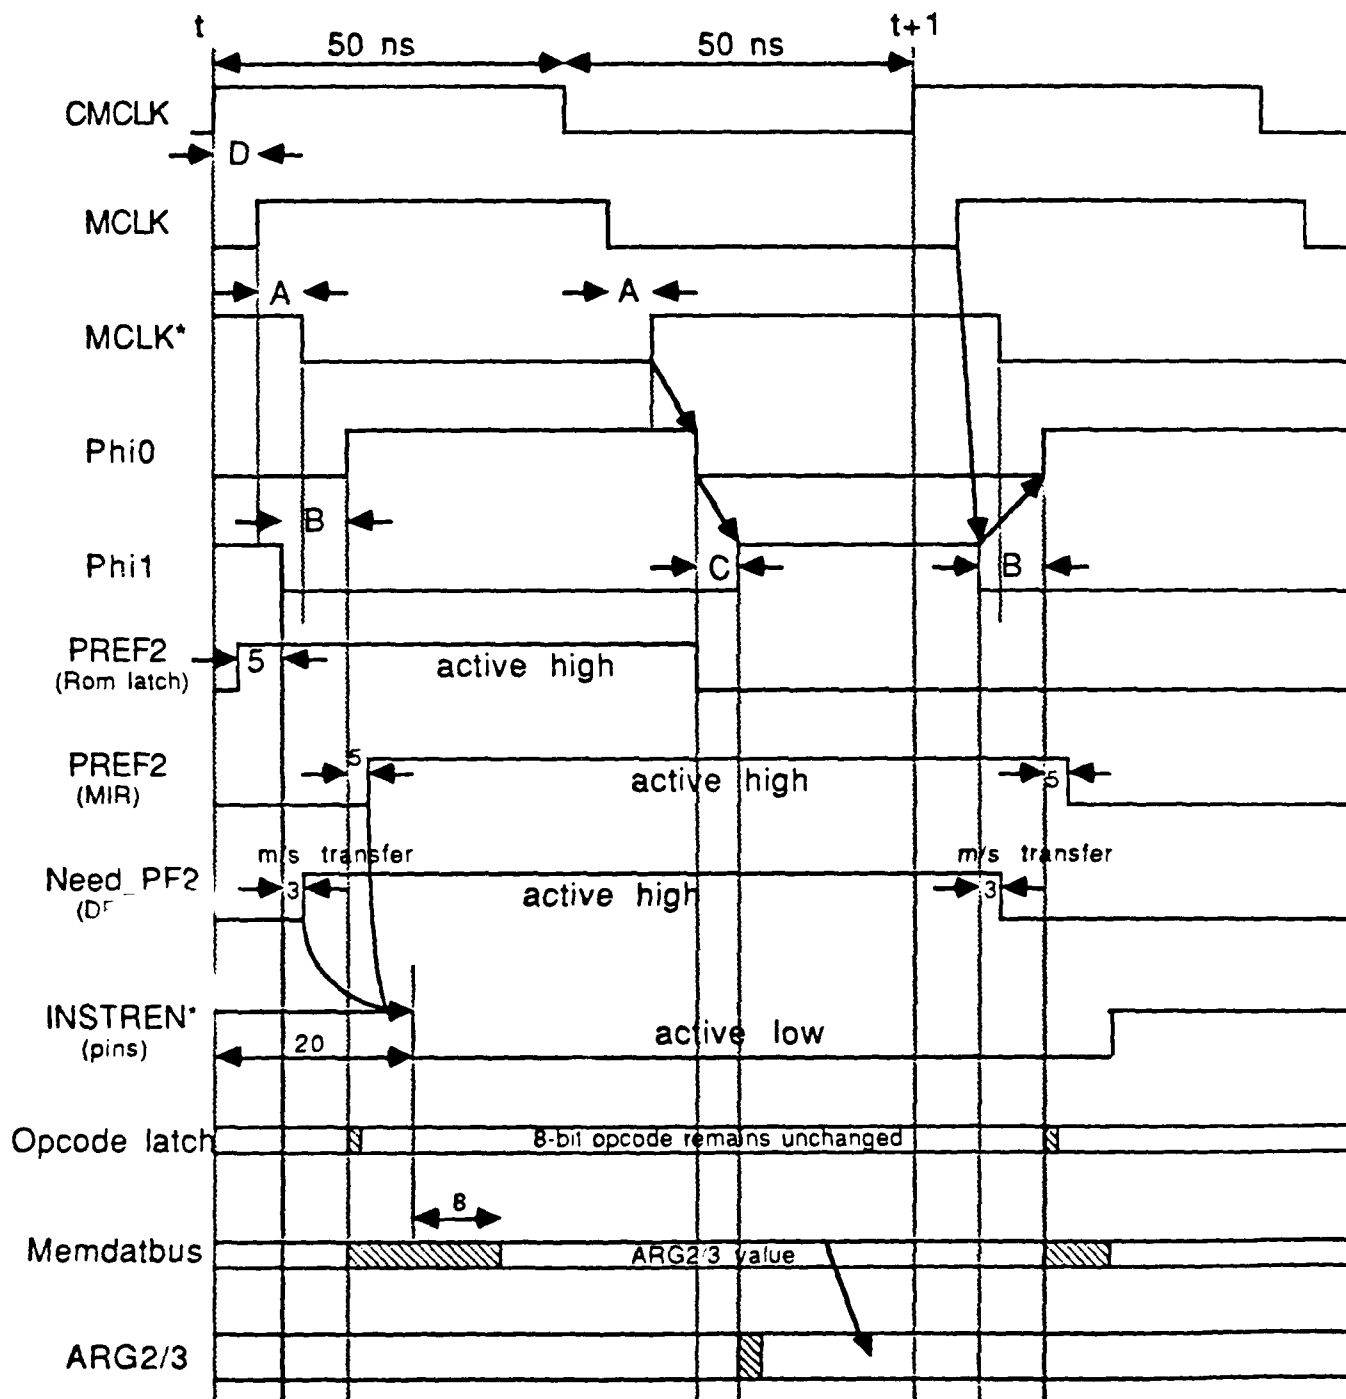 t
t+1
50 ns
50 ns
CMCLK
D
MCLK
A
A
MCLK*
Phi0
B
Phi1
C
B
PREF2
5
active high
(Rom latch)
PREF2
5
active high
5
(MIR)
m/s transfer
m/s transfer
Need_PF2
3
active high
3
INSTREN*
(pins)
20
active low
Opcode latch
8-bit opcode remains unchanged
8
Memdatbus
ARG2/3 value
ARG2/3